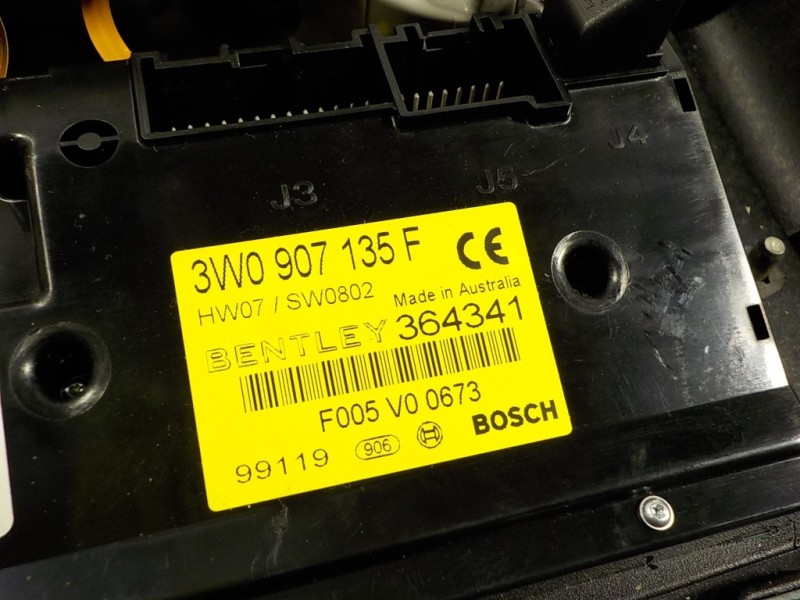 J4
J3 J5
3W0 907 135 F CE
HW07 / SW0802 Made in Australia
BENTLEY 364341
F005 V0 0673
99119 906 BOSCH